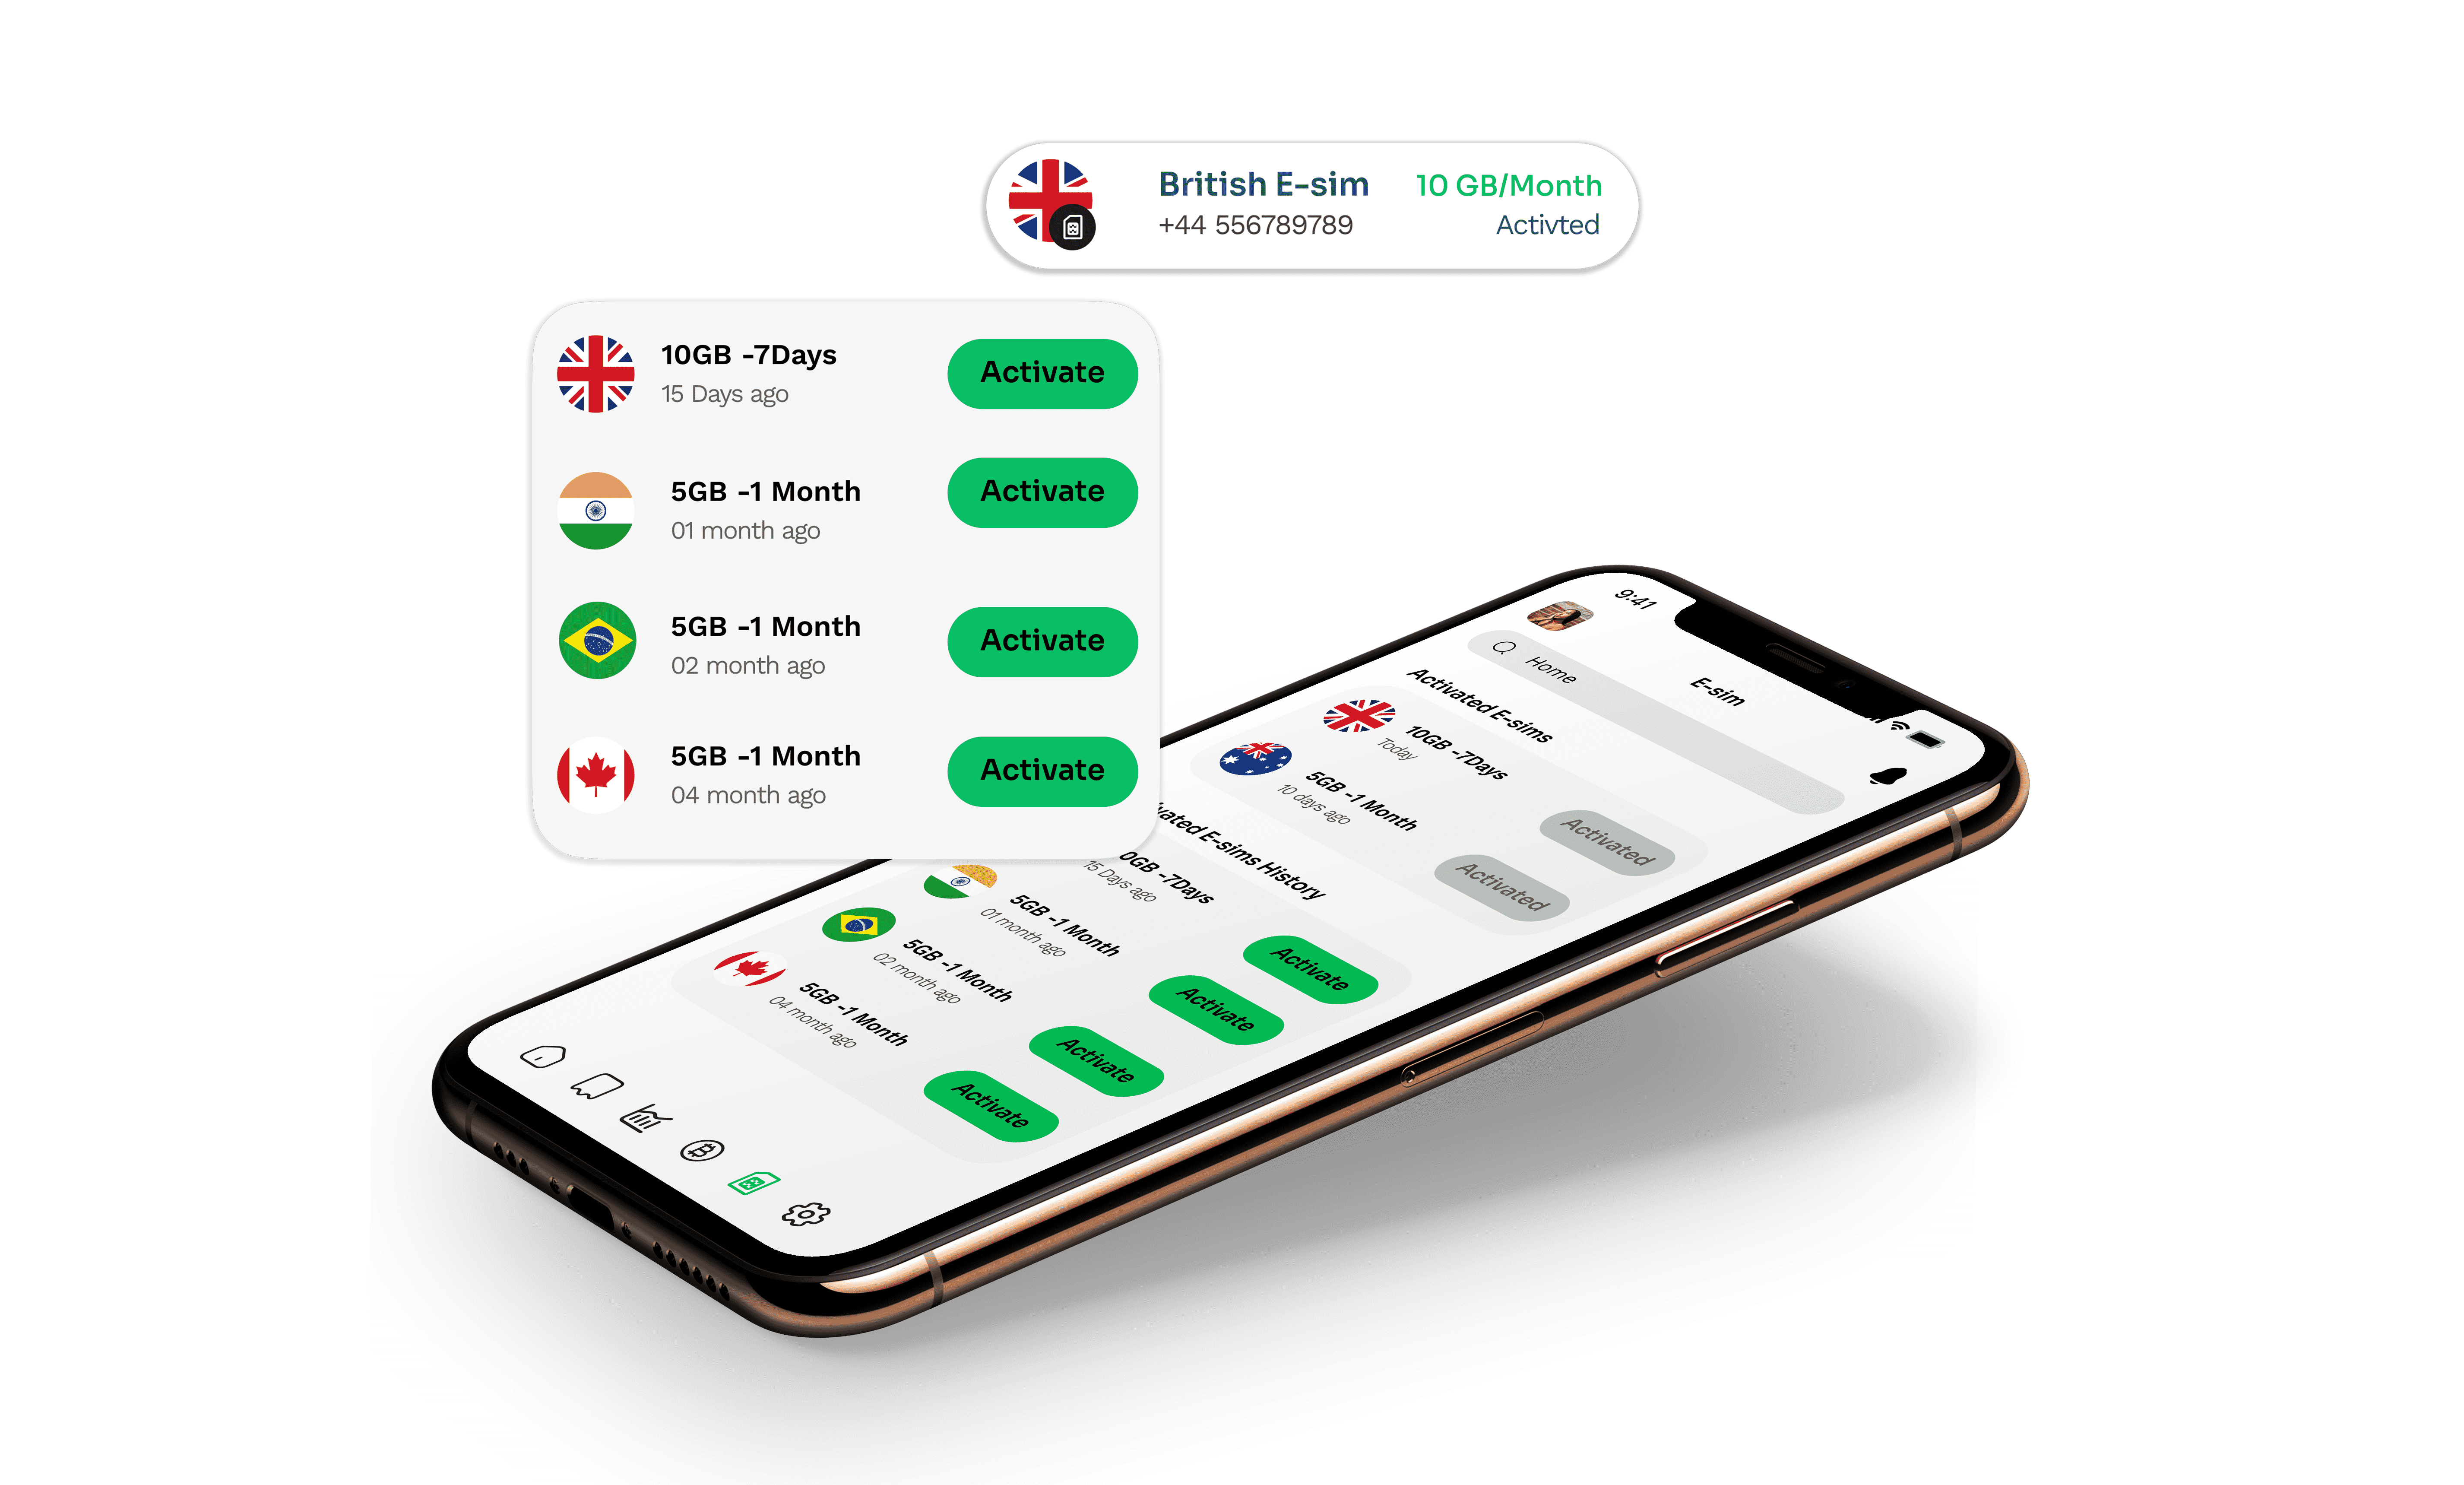 British E-sim 10 GB/Month
+44 556789789 Activted
10GB -7Days Activate
15 Days ago
5GB -1 Month Activate
01 month ago
5GB -1 Month Activate
02 month ago
5GB -1 Month Activate
04 month ago
9:41
E-sim
Home
Activated E-sims
10GB -7Days
Today
Activated
5GB -1 Month
10 days ago
Activated
vated E-sims History
0GB -7Days
15 Days ago
Activate
5GB -1 Month
01 month ago
Activate
5GB -1 Month
02 month ago
Activate
5GB -1 Month
04 month ago
Activate